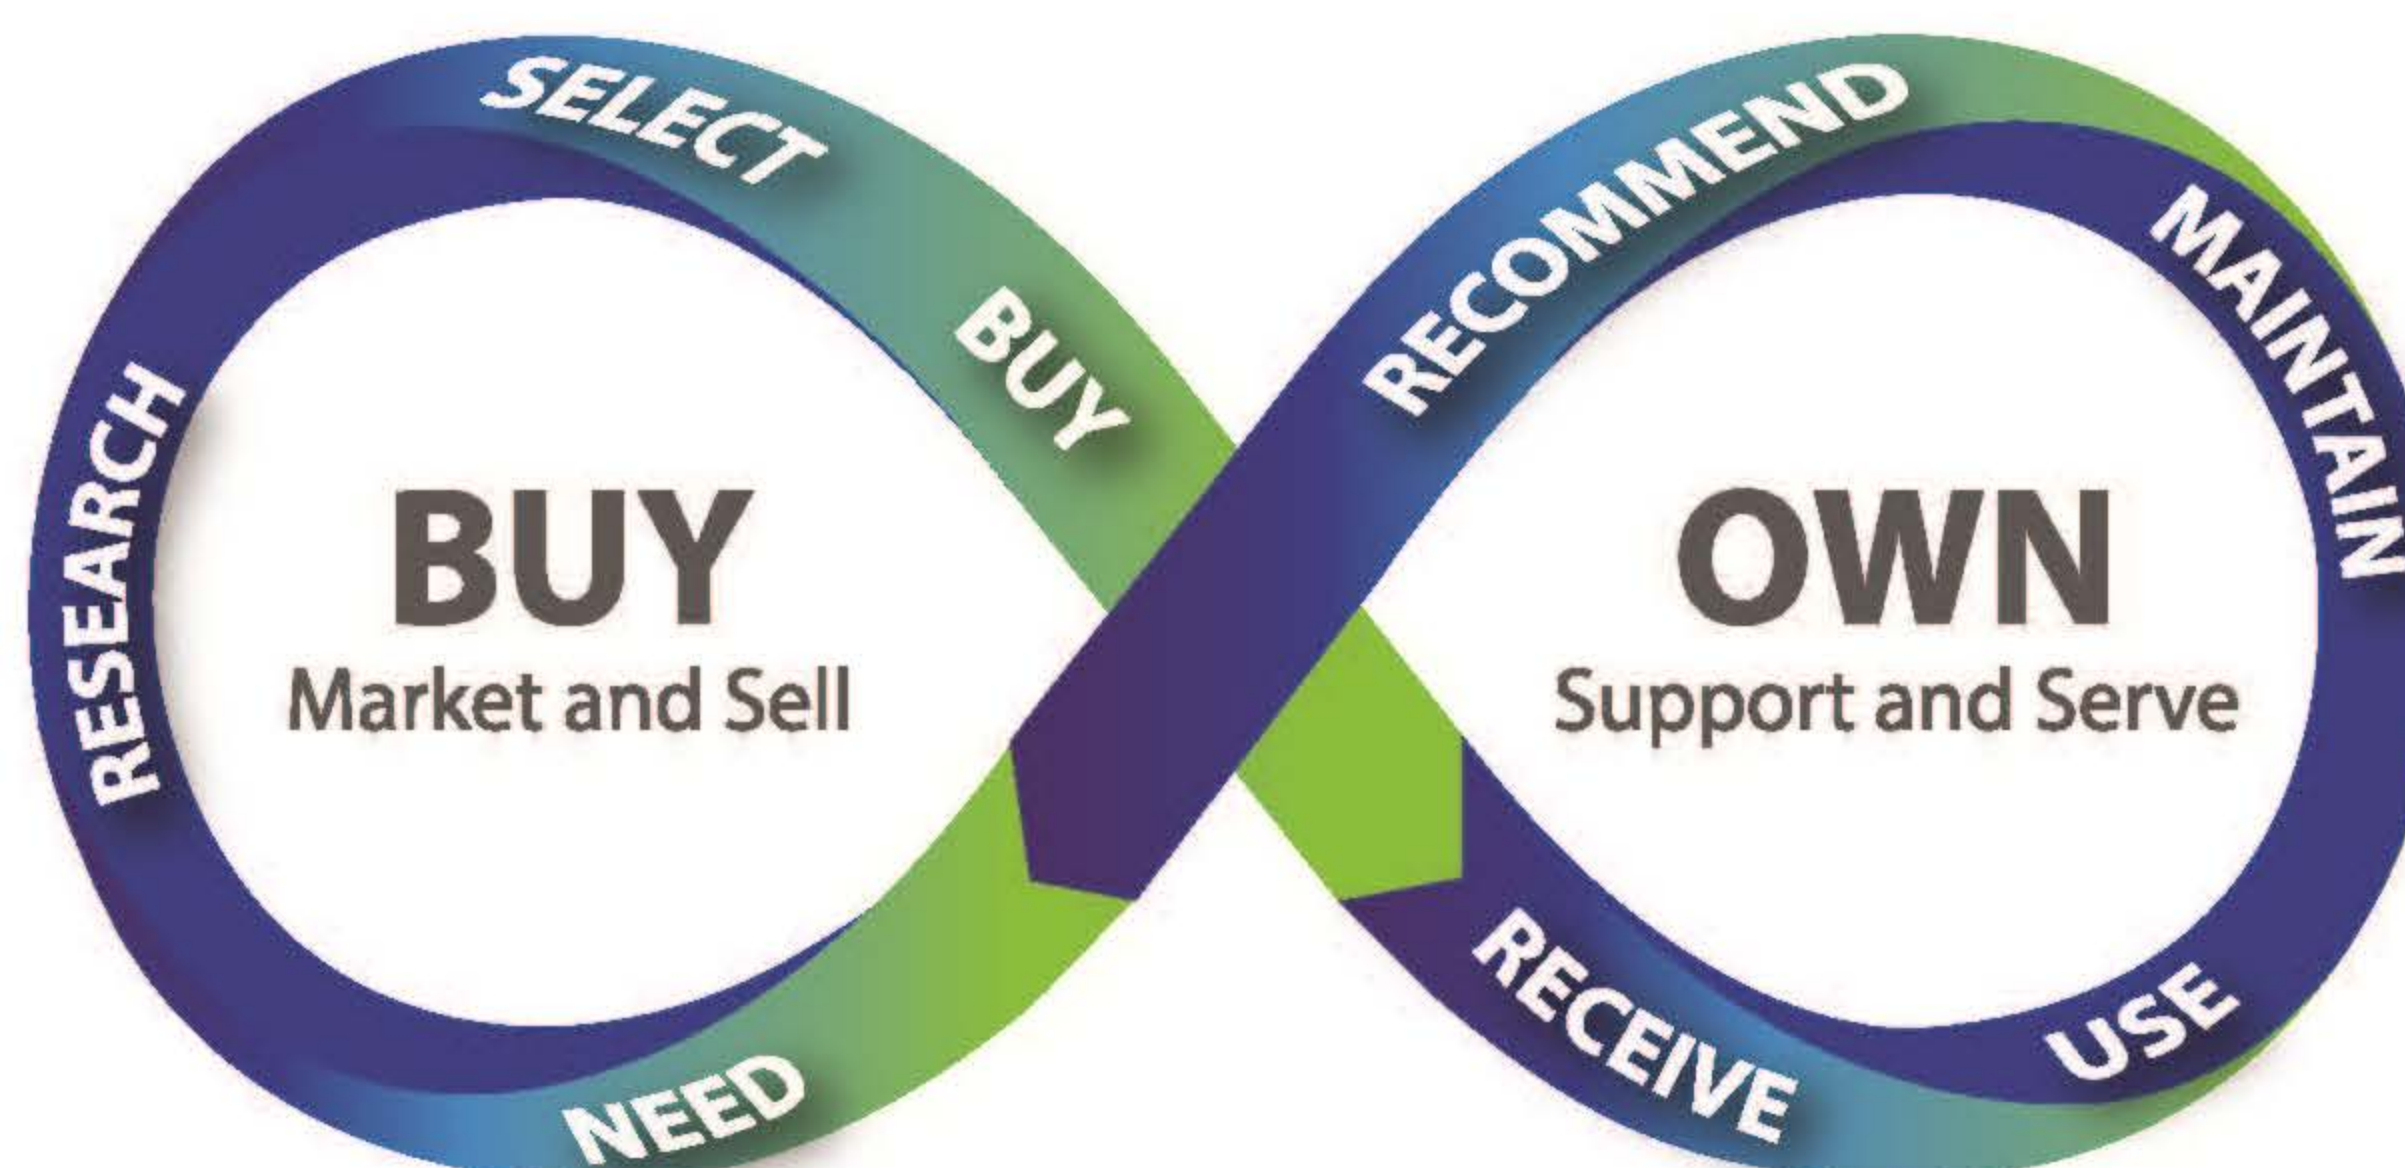 SELECT
BUY
RESEARCH
NEED
BUY
Market and Sell
RECOMMEND
MAINTAIN
USE
RECEIVE
OWN
Support and Serve